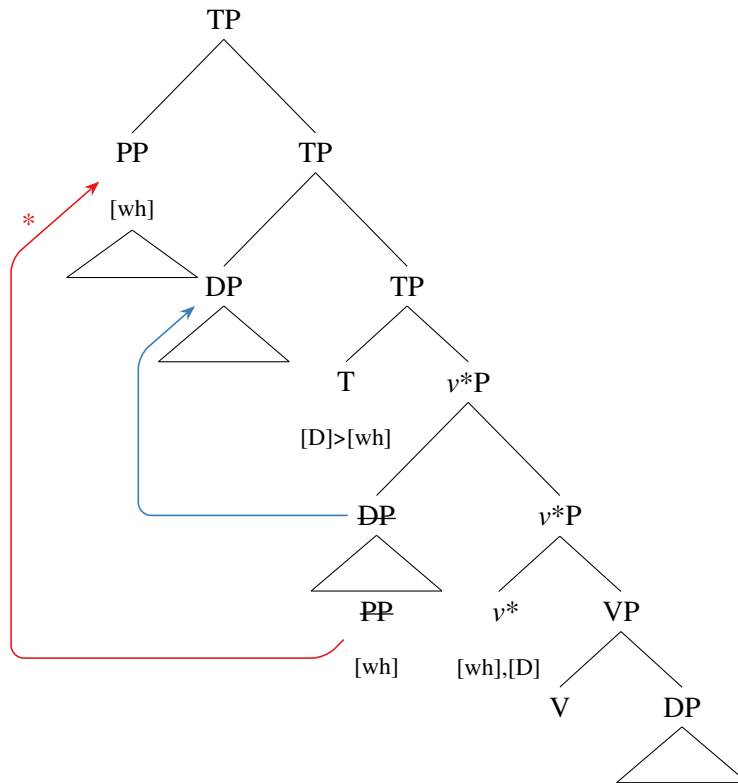 TP
PP TP
[wh]
*
DP TP
T v*P
[D]>[wh]
DP v*P
PP v* VP
[wh] [wh],[D]
V DP